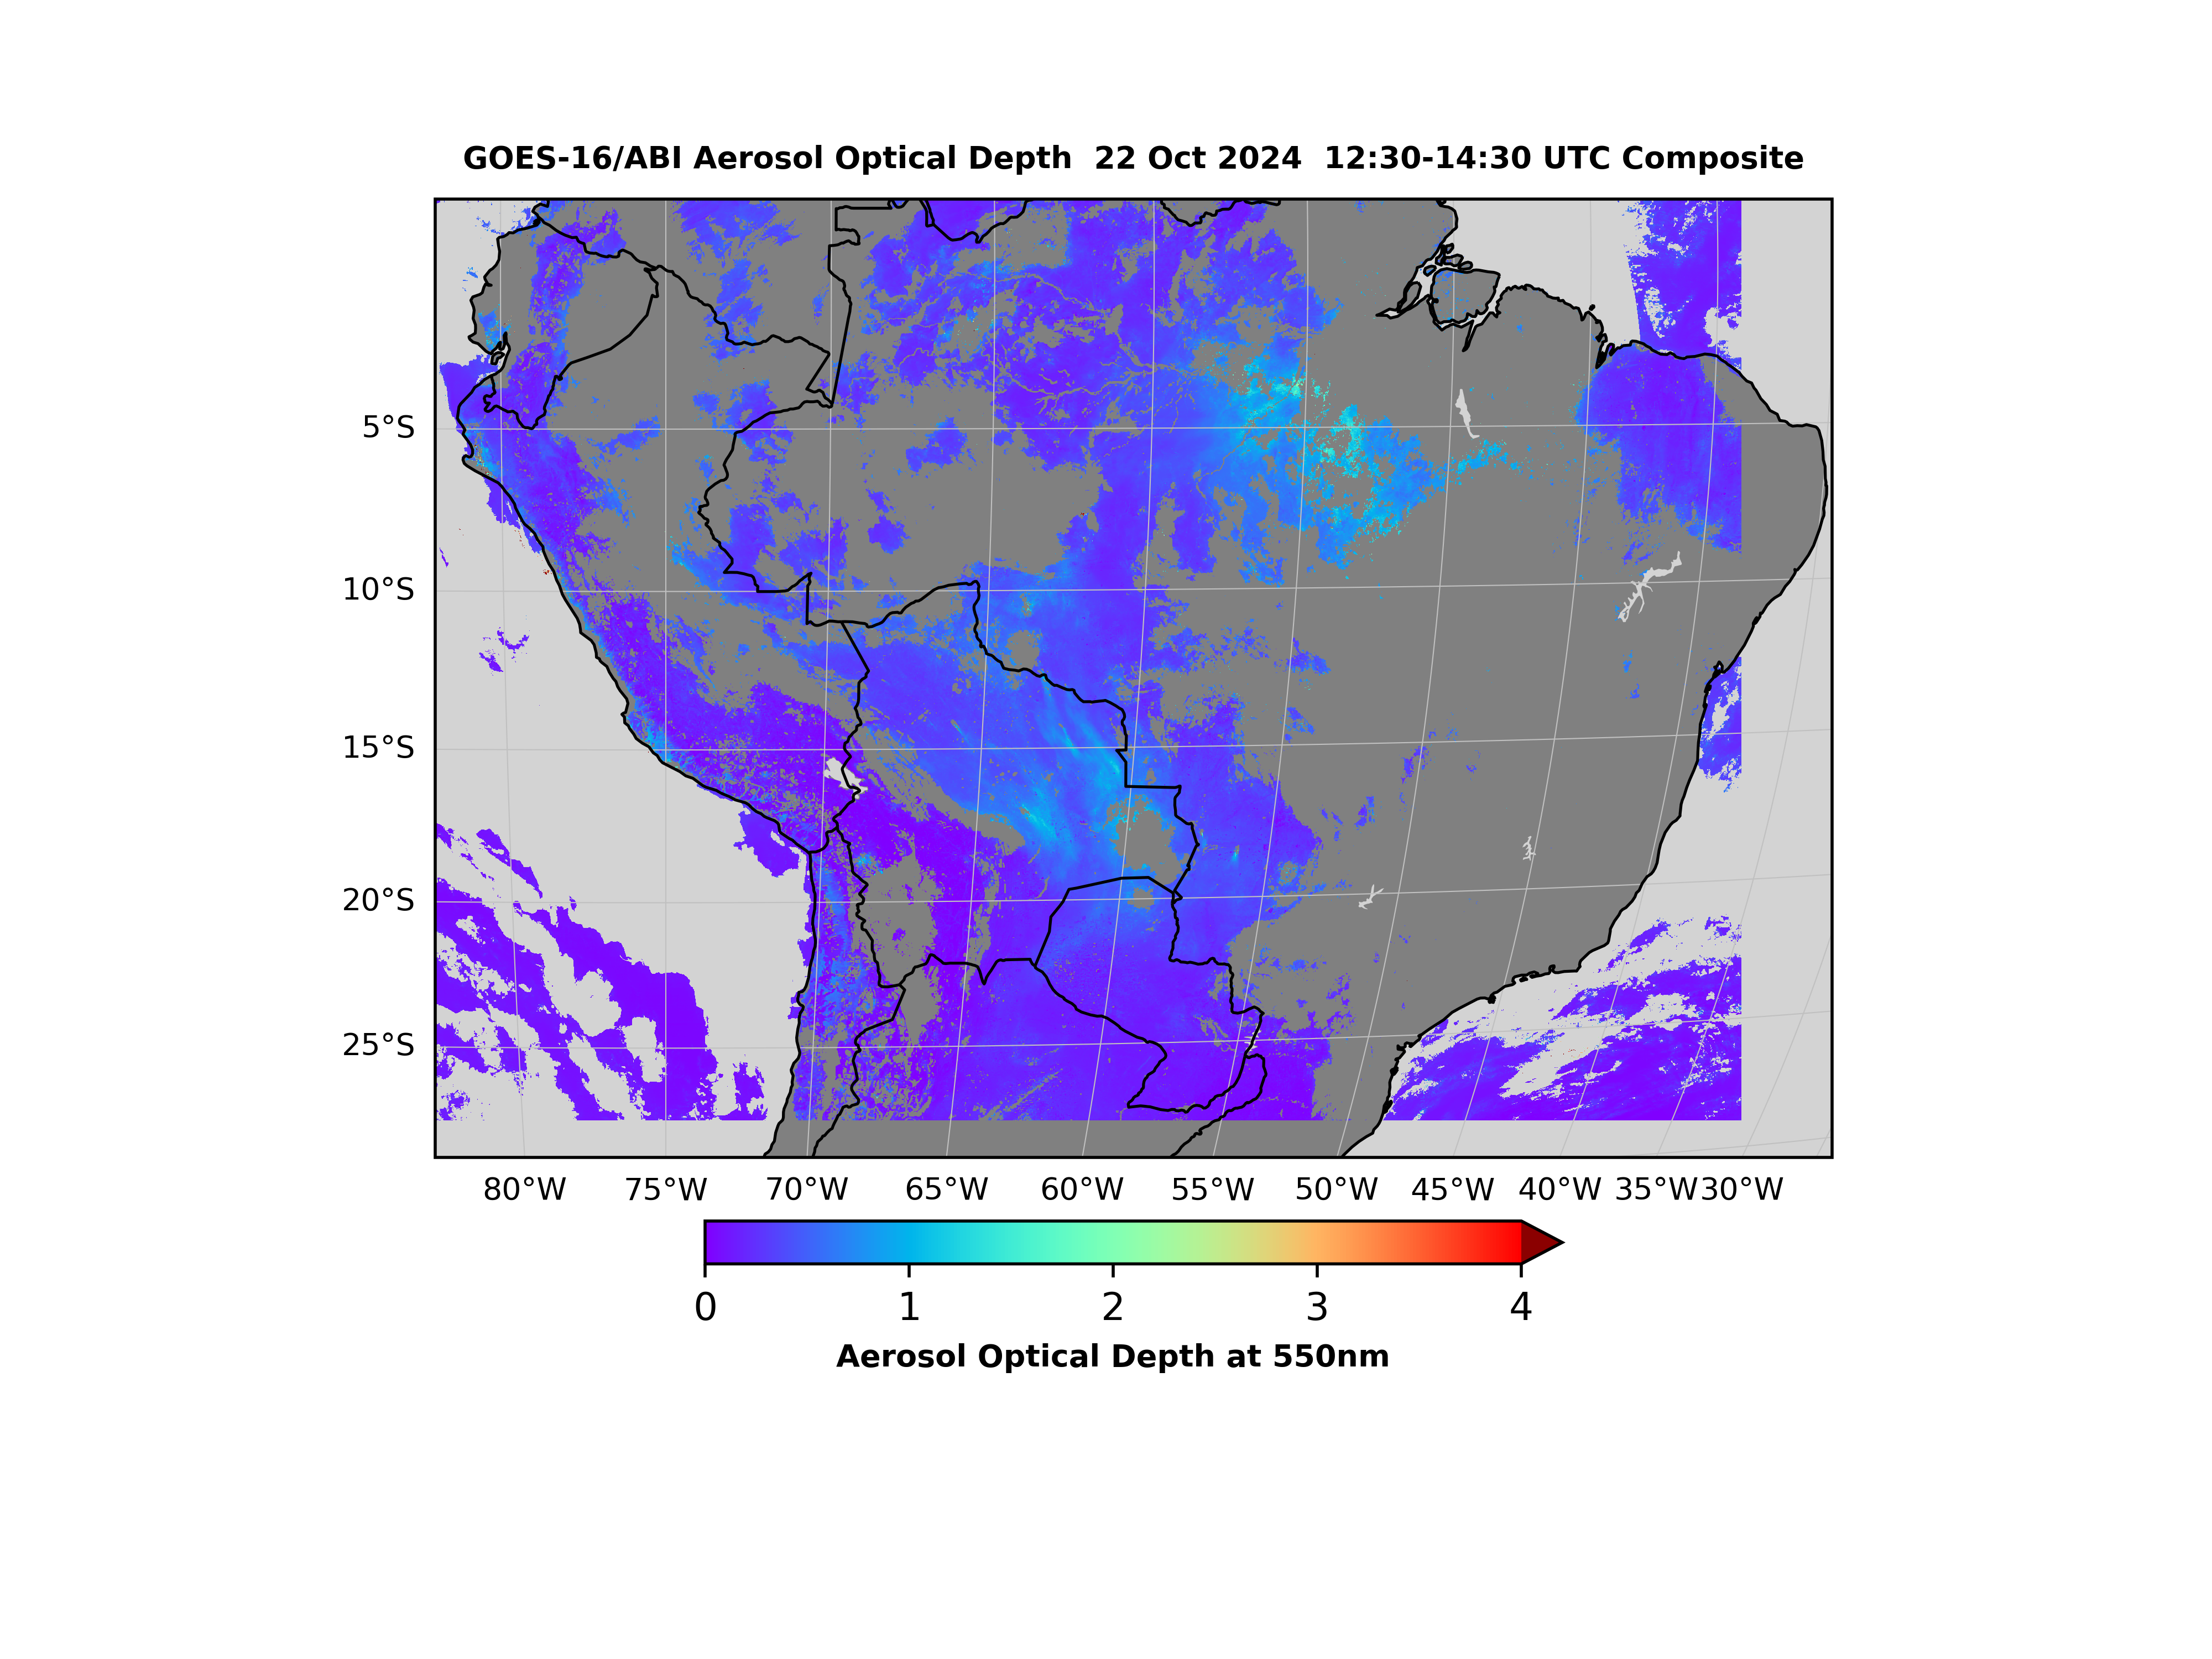 GOES-16/ABI Aerosol Optical Depth  22 Oct 2024  12:30-14:30 UTC Composite
5°S
10°S
15°S
20°S
25°S
80°W 75°W 70°W 65°W 60°W 55°W 50°W 45°W 40°W 35°W 30°W
0 1 2 3 4
Aerosol Optical Depth at 550nm